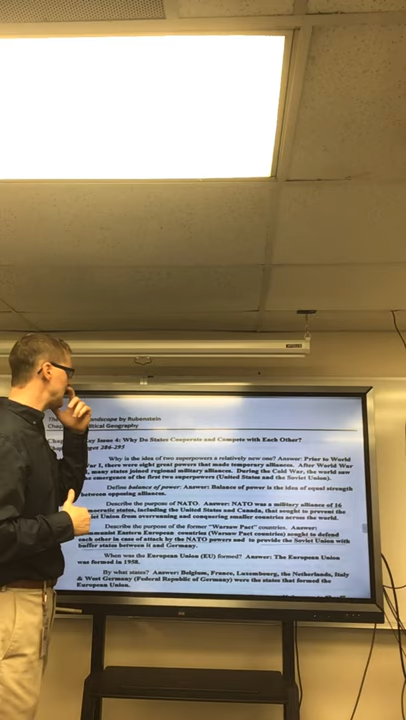 The Landscape by Rubenstein
Political Geography
Key Issue 4: Why Do States Cooperate and Compete with Each Other?
Pages 286-295
Why is the idea of two superpowers a relatively new one? Answer: Prior to World
War I, there were eight great powers that made temporary alliances. After World War
many states joined regional military alliances. During the Cold War, the world saw
the emergence of the first two superpowers (United States and the Soviet Union).
Define balance of power: Answer: Balance of power is the idea of equal strength
between opposing alliances.
Describe the purpose of NATO. Answer: NATO was a military alliance of 16
democratic states, including the United States and Canada, that sought to prevent the
Soviet Union from overrunning and conquering smaller countries across the world.
Describe the purpose of the former "Warsaw Pact" countries. Answer:
Communist Eastern European countries (Warsaw Pact countries) sought to defend
each other in case of attack by the NATO powers and to provide the Soviet Union with
buffer states between it and Germany.
When was the European Union (EU) formed? Answer: The European Union
was formed in 1958.
By what states? Answer: Belgium, France, Luxembourg, the Netherlands, Italy
& West Germany (Federal Republic of Germany) were the states that formed the
European Union.